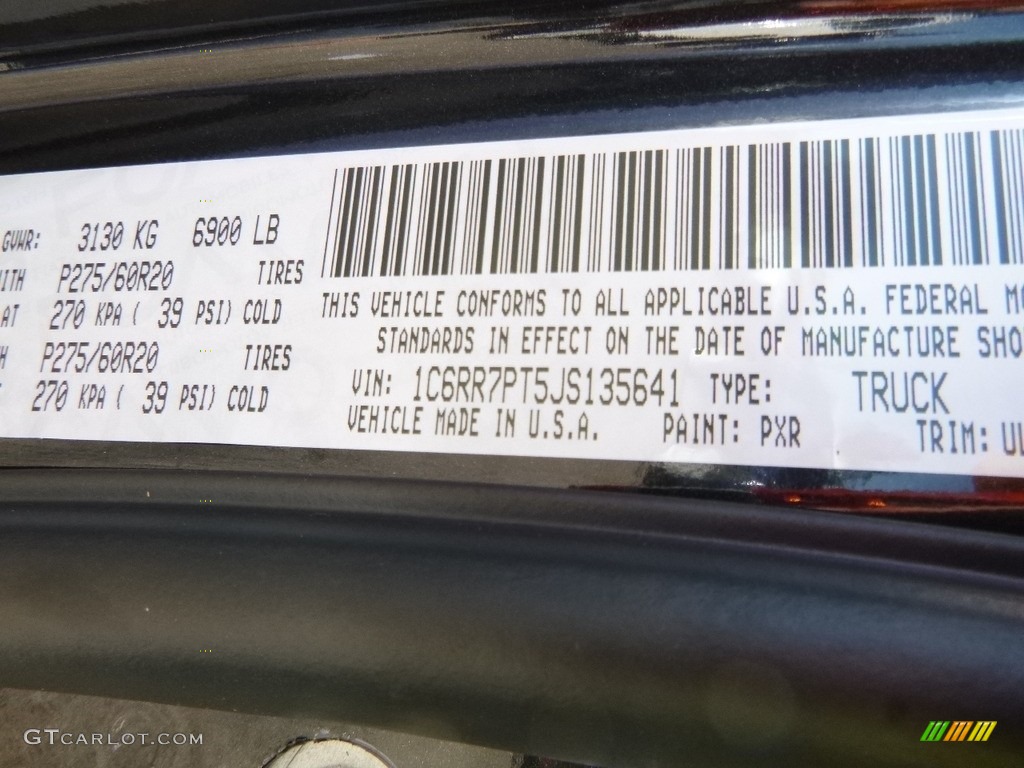 GVWR: 3130 KG 6900 LB
WITH P275/60R20 TIRES
AT 270 KPA ( 39 PSI) COLD
P275/60R20 TIRES
270 KPA ( 39 PSI) COLD
THIS VEHICLE CONFORMS TO ALL APPLICABLE U.S.A. FEDERAL
STANDARDS IN EFFECT ON THE DATE OF MANUFACTURE SHO
VIN: 1C6RR7PT5JS135641 TYPE: TRUCK
VEHICLE MADE IN U.S.A. PAINT: PXR TRIM:
GTCARLOT.COM